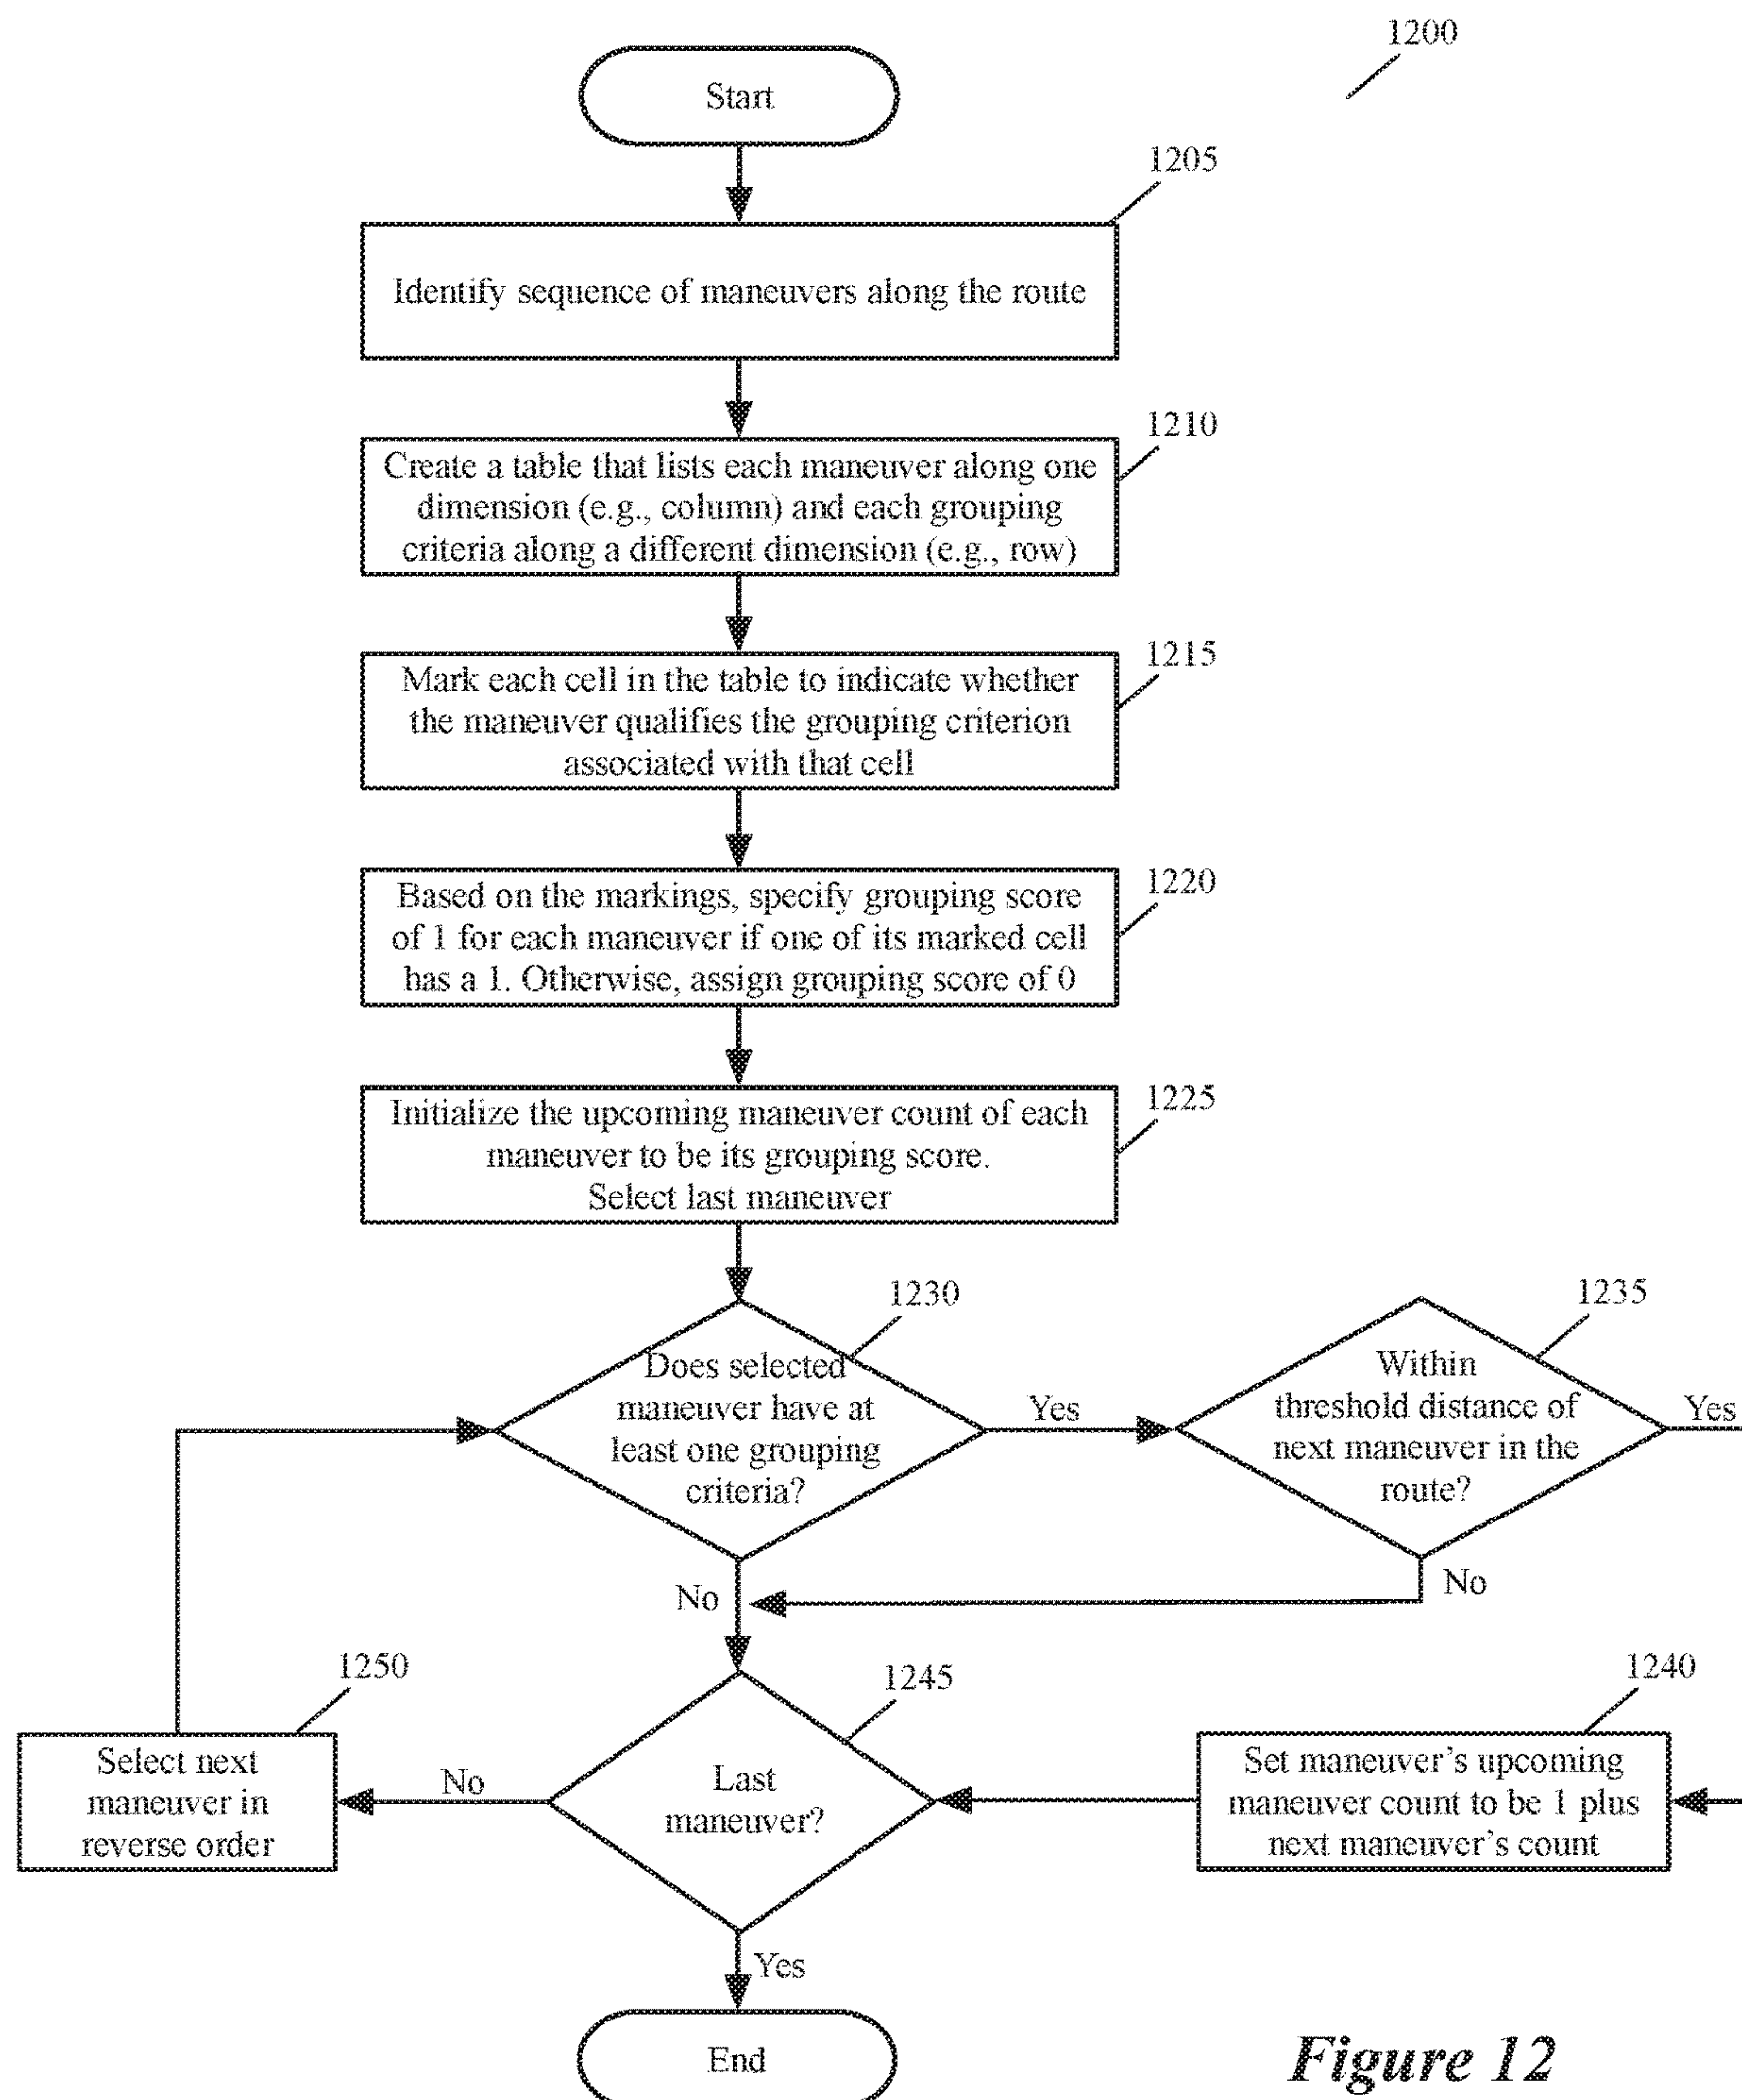 1200
Start
1205
Identify sequence of maneuvers along the route
1210
Create a table that lists each maneuver along one
dimension (e.g., column) and each grouping
criteria along a different dimension (e.g., row)
1215
Mark each cell in the table to indicate whether
the maneuver qualifies the grouping criterion
associated with that cell
1220
Based on the markings, specify grouping score
of 1 for each maneuver if one of its marked cell
has a 1. Otherwise, assign grouping score of 0
1225
Initialize the upcoming maneuver count of each
maneuver to be its grouping score.
Select last maneuver
1230
Does selected
maneuver have at
least one grouping
criteria?
Yes
1235
Within
threshold distance of
next maneuver in the
route?
Yes
No
No
1250
Select next
maneuver in
reverse order
No
1245
Last
maneuver?
1240
Set maneuver's upcoming
maneuver count to be 1 plus
next maneuver's count
Yes
End
Figure 12